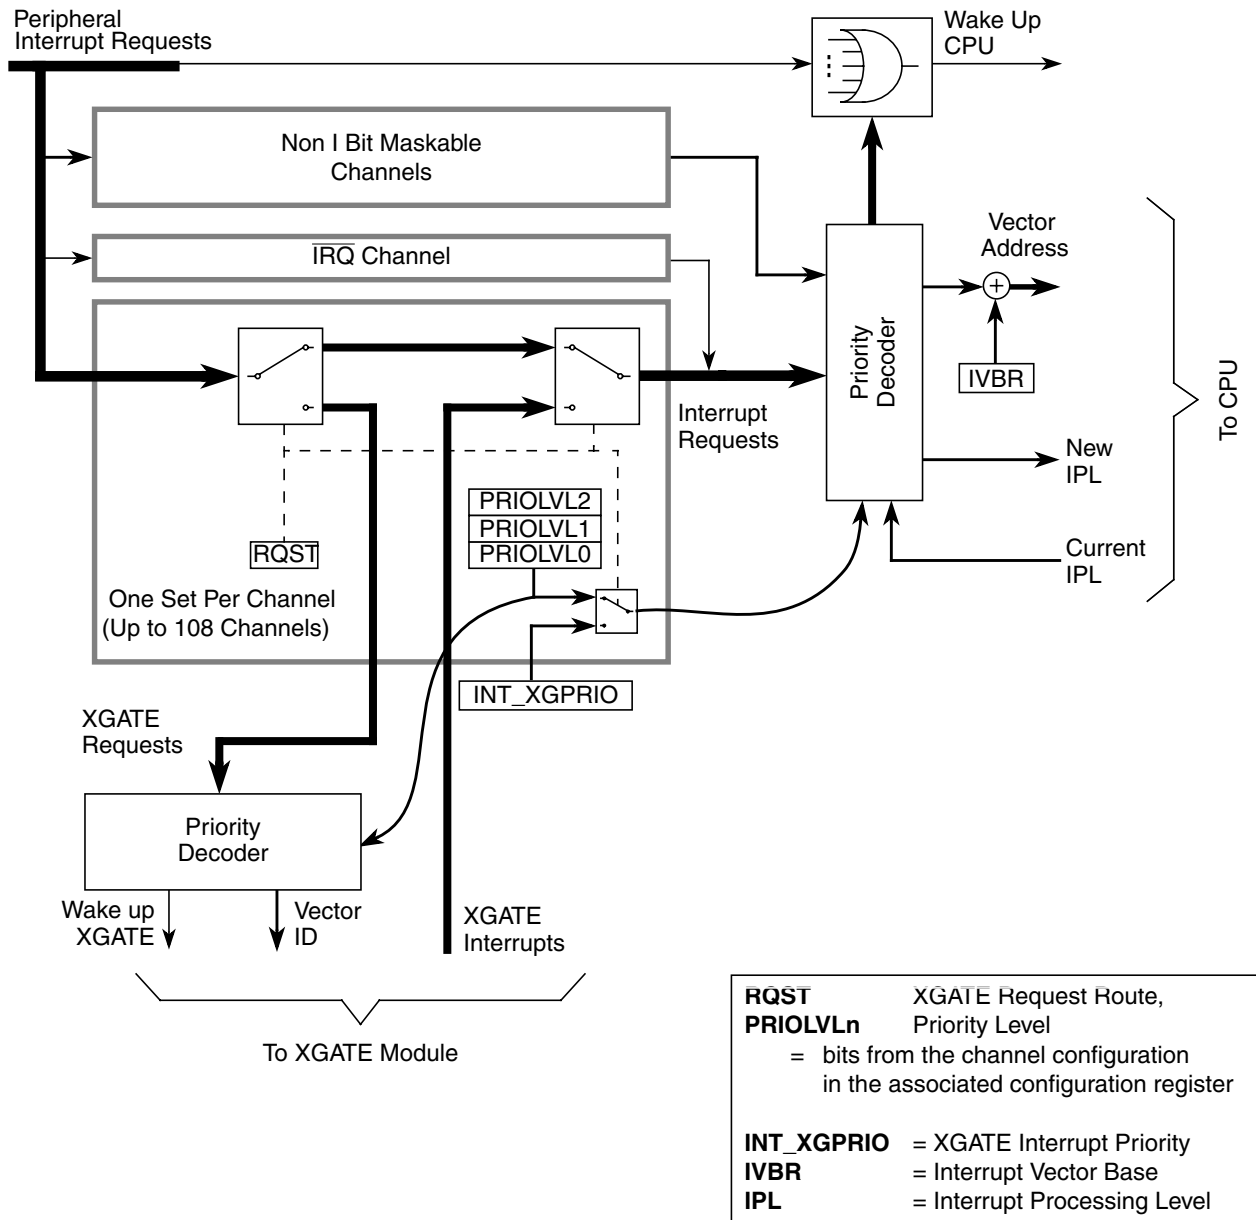 Peripheral
Interrupt Requests
Wake Up
CPU
Non I Bit Maskable
Channels
IRQ Channel
Vector
Address
Priority
Decoder
IVBR
To CPU
Interrupt
Requests
New
IPL
PRIOLVL2
PRIOLVL1
PRIOLVL0
RQST
Current
IPL
One Set Per Channel
(Up to 108 Channels)
INT_XGPRIO
XGATE
Requests
Priority
Decoder
Wake up
XGATE
Vector
ID
XGATE
Interrupts
To XGATE Module
RQST XGATE Request Route,
PRIOLVLn Priority Level
= bits from the channel configuration
in the associated configuration register
INT_XGPRIO = XGATE Interrupt Priority
IVBR = Interrupt Vector Base
IPL = Interrupt Processing Level